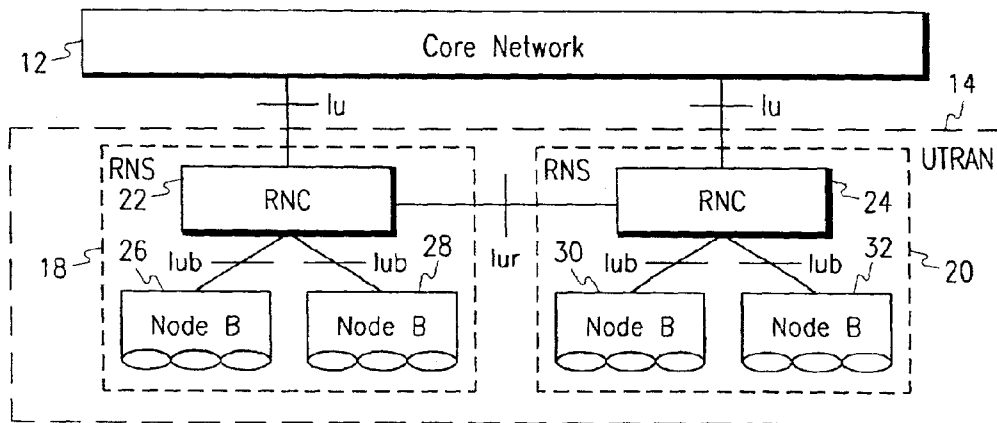 Core Network
12
Iu
Iu
14
UTRAN
RNS
22
RNC
RNS
RNC
24
18
26
Iub
Iub
28
Iur
30
Iub
Iub
32
20
Node B
Node B
Node B
Node B